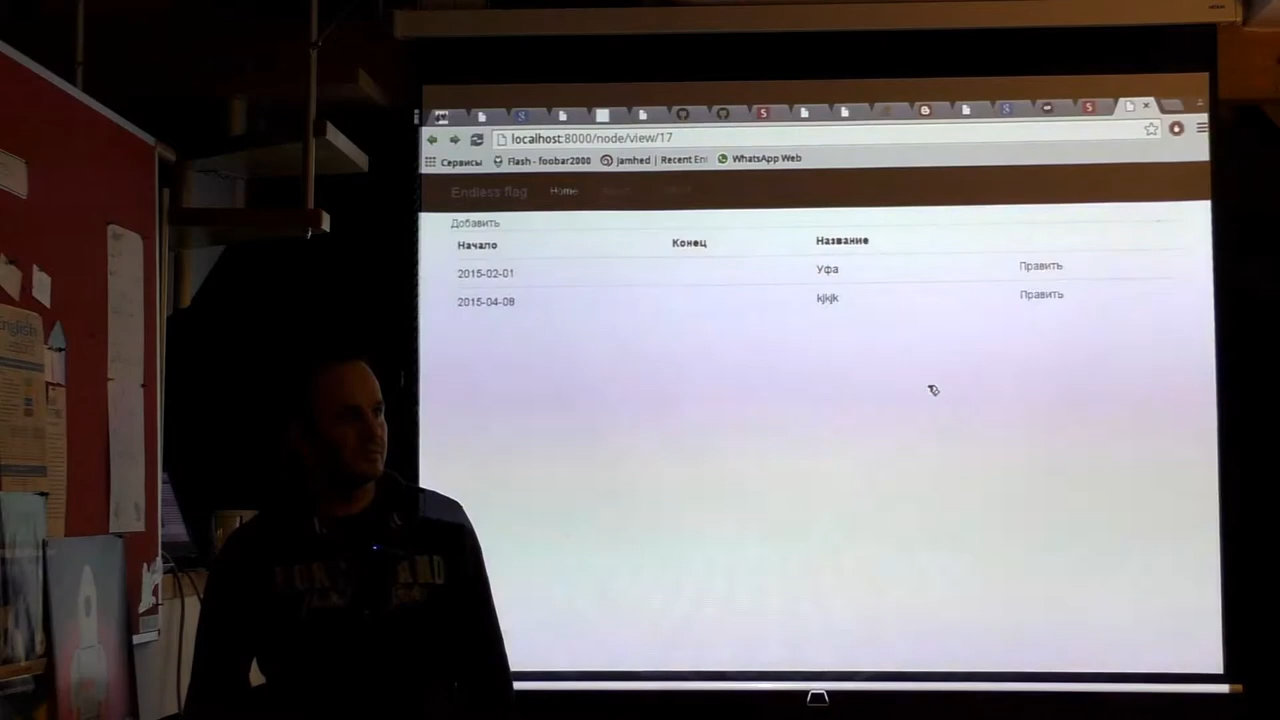 localhost:8000/node/view/17
Сервисы Flash - foobar2000 jamhed | Recent En WhatsApp Web
Endless flag Home
Добавить
Начало Конец Название
2015-02-01 Уфа Править
2015-04-08 kjkjk Править
English